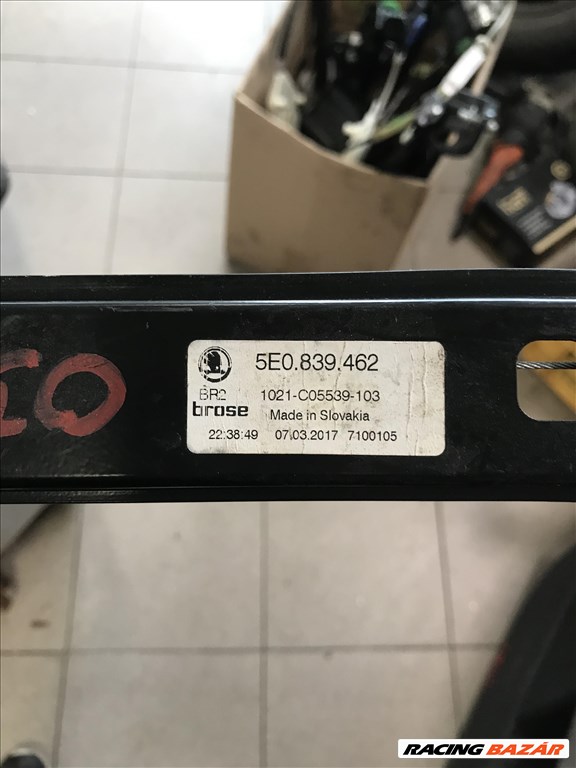 5E0.839.462
BR2
1021-C05539-103
brose
Made in Slovakia
22:38:49 07.03.2017 7100105
RACING BAZÁR